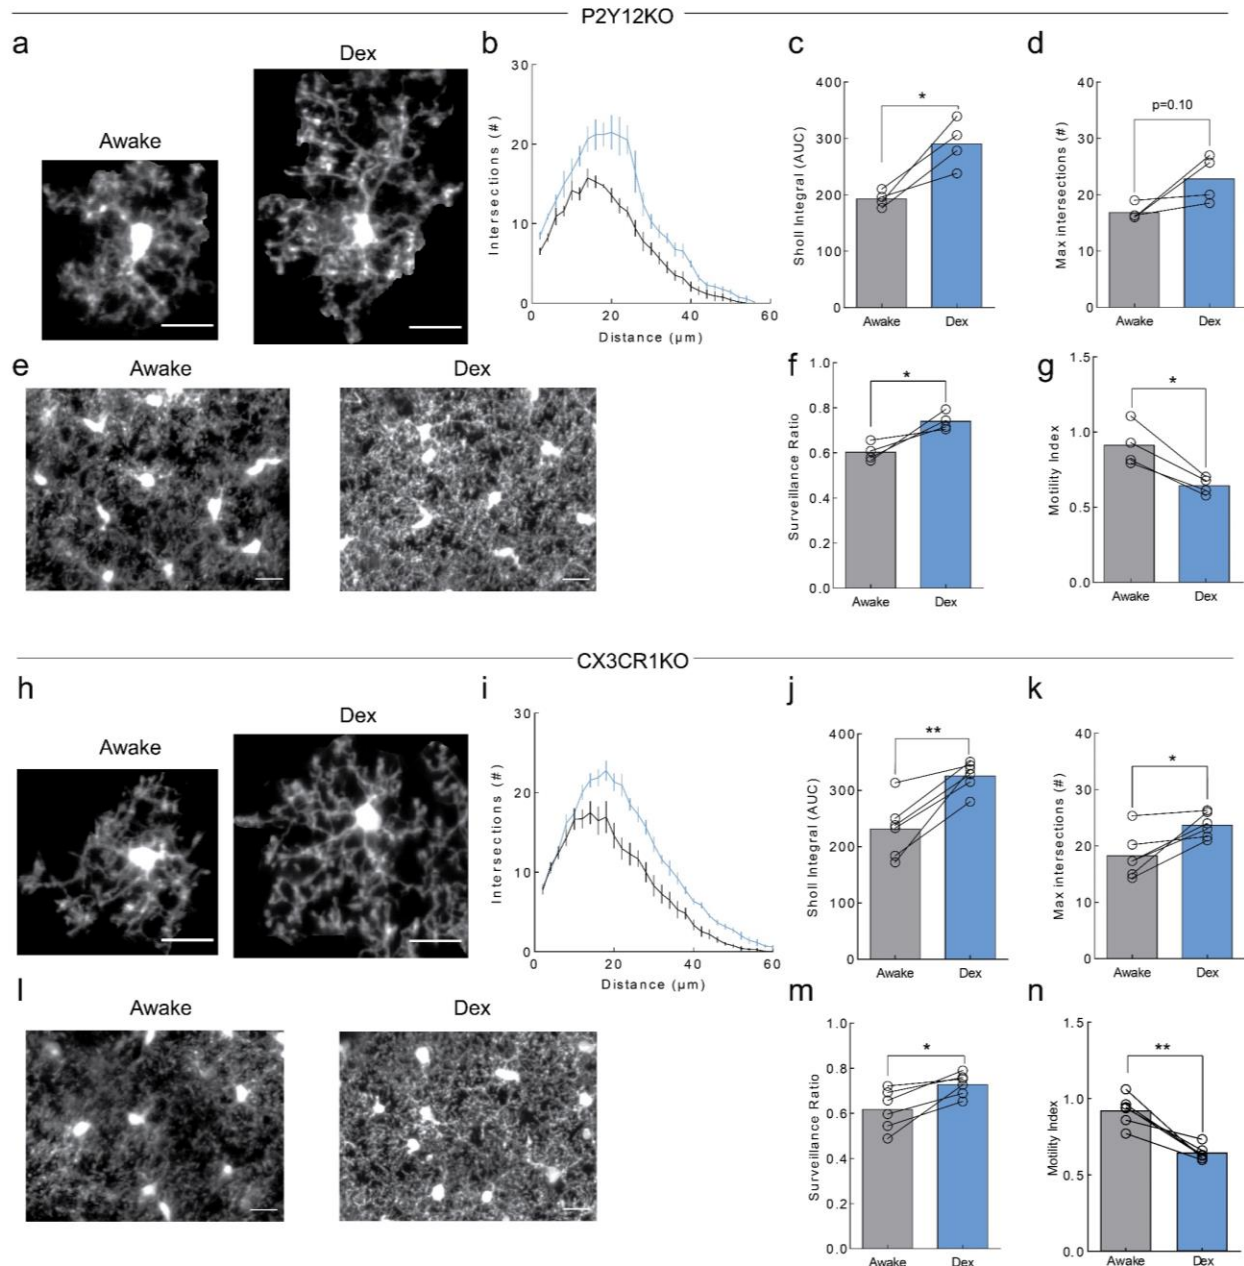 P2Y12KO
a
Awake
Dex
b
Intersections (#)
30
20
10
0
0
20
40
60
Distance (µm)
c
Sholl Integral (AUC)
400
300
200
100
0
*
Awake
Dex
d
Max intersections (#)
40
30
20
10
0
p=0.10
Awake
Dex
e
Awake
Dex
f
Surveillance Ratio
1.0
0.8
0.6
0.4
0.2
0.0
*
Awake
Dex
g
Motility Index
1.5
1.0
0.5
0.0
*
Awake
Dex
CX3CR1KO
h
Awake
Dex
i
Intersections (#)
30
20
10
0
0
20
40
60
Distance (µm)
j
Sholl Integral (AUC)
400
300
200
100
0
**
Awake
Dex
k
Max intersections (#)
40
30
20
10
0
*
Awake
Dex
l
Awake
Dex
m
Surveillance Ratio
1.0
0.8
0.6
0.4
0.2
0.0
*
Awake
Dex
n
Motility Index
1.5
1.0
0.5
0.0
**
Awake
Dex